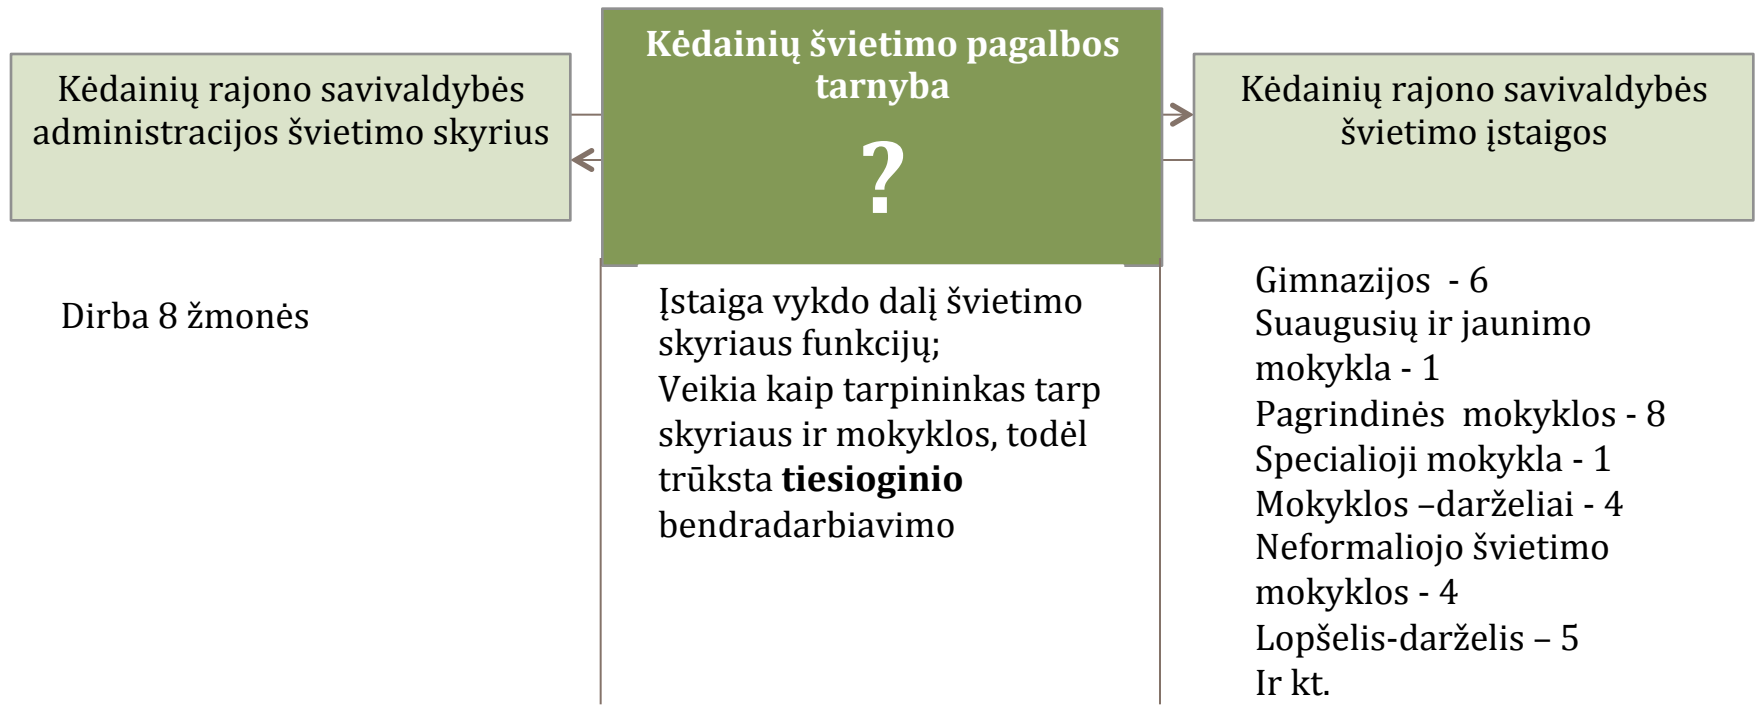 Kėdainių rajono savivaldybės
administracijos švietimo skyrius
Dirba 8 žmonės
Kėdainių švietimo pagalbos
tarnyba
?
Įstaiga vykdo dalį švietimo
skyriaus funkcijų;
Veikia kaip tarpininkas tarp
skyriaus ir mokyklos, todėl
trūksta tiesioginio
bendradarbiavimo
Kėdainių rajono savivaldybės
švietimo įstaigos
Gimnazijos  - 6
Suaugusių ir jaunimo
mokykla - 1
Pagrindinės  mokyklos - 8
Specialioji mokykla - 1
Mokyklos –darželiai - 4
Neformaliojo švietimo
mokyklos - 4
Lopšelis-darželis – 5
Ir kt.